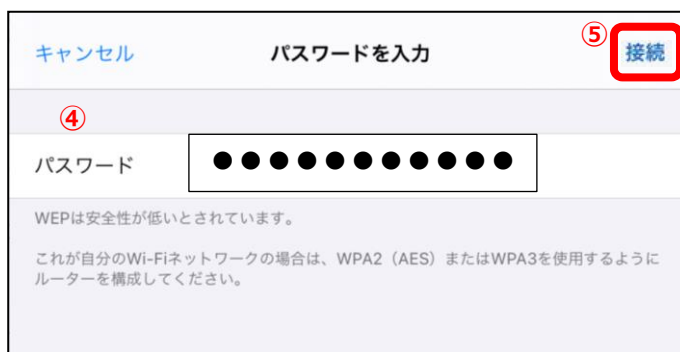 キャンセル パスワードを入力 ⑤ 接続
④
パスワード ●●●●●●●●●●●
WEPは安全性が低いとされています。
これが自分のWi-Fiネットワークの場合は、WPA2（AES）またはWPA3を使用するように
ルーターを構成してください。